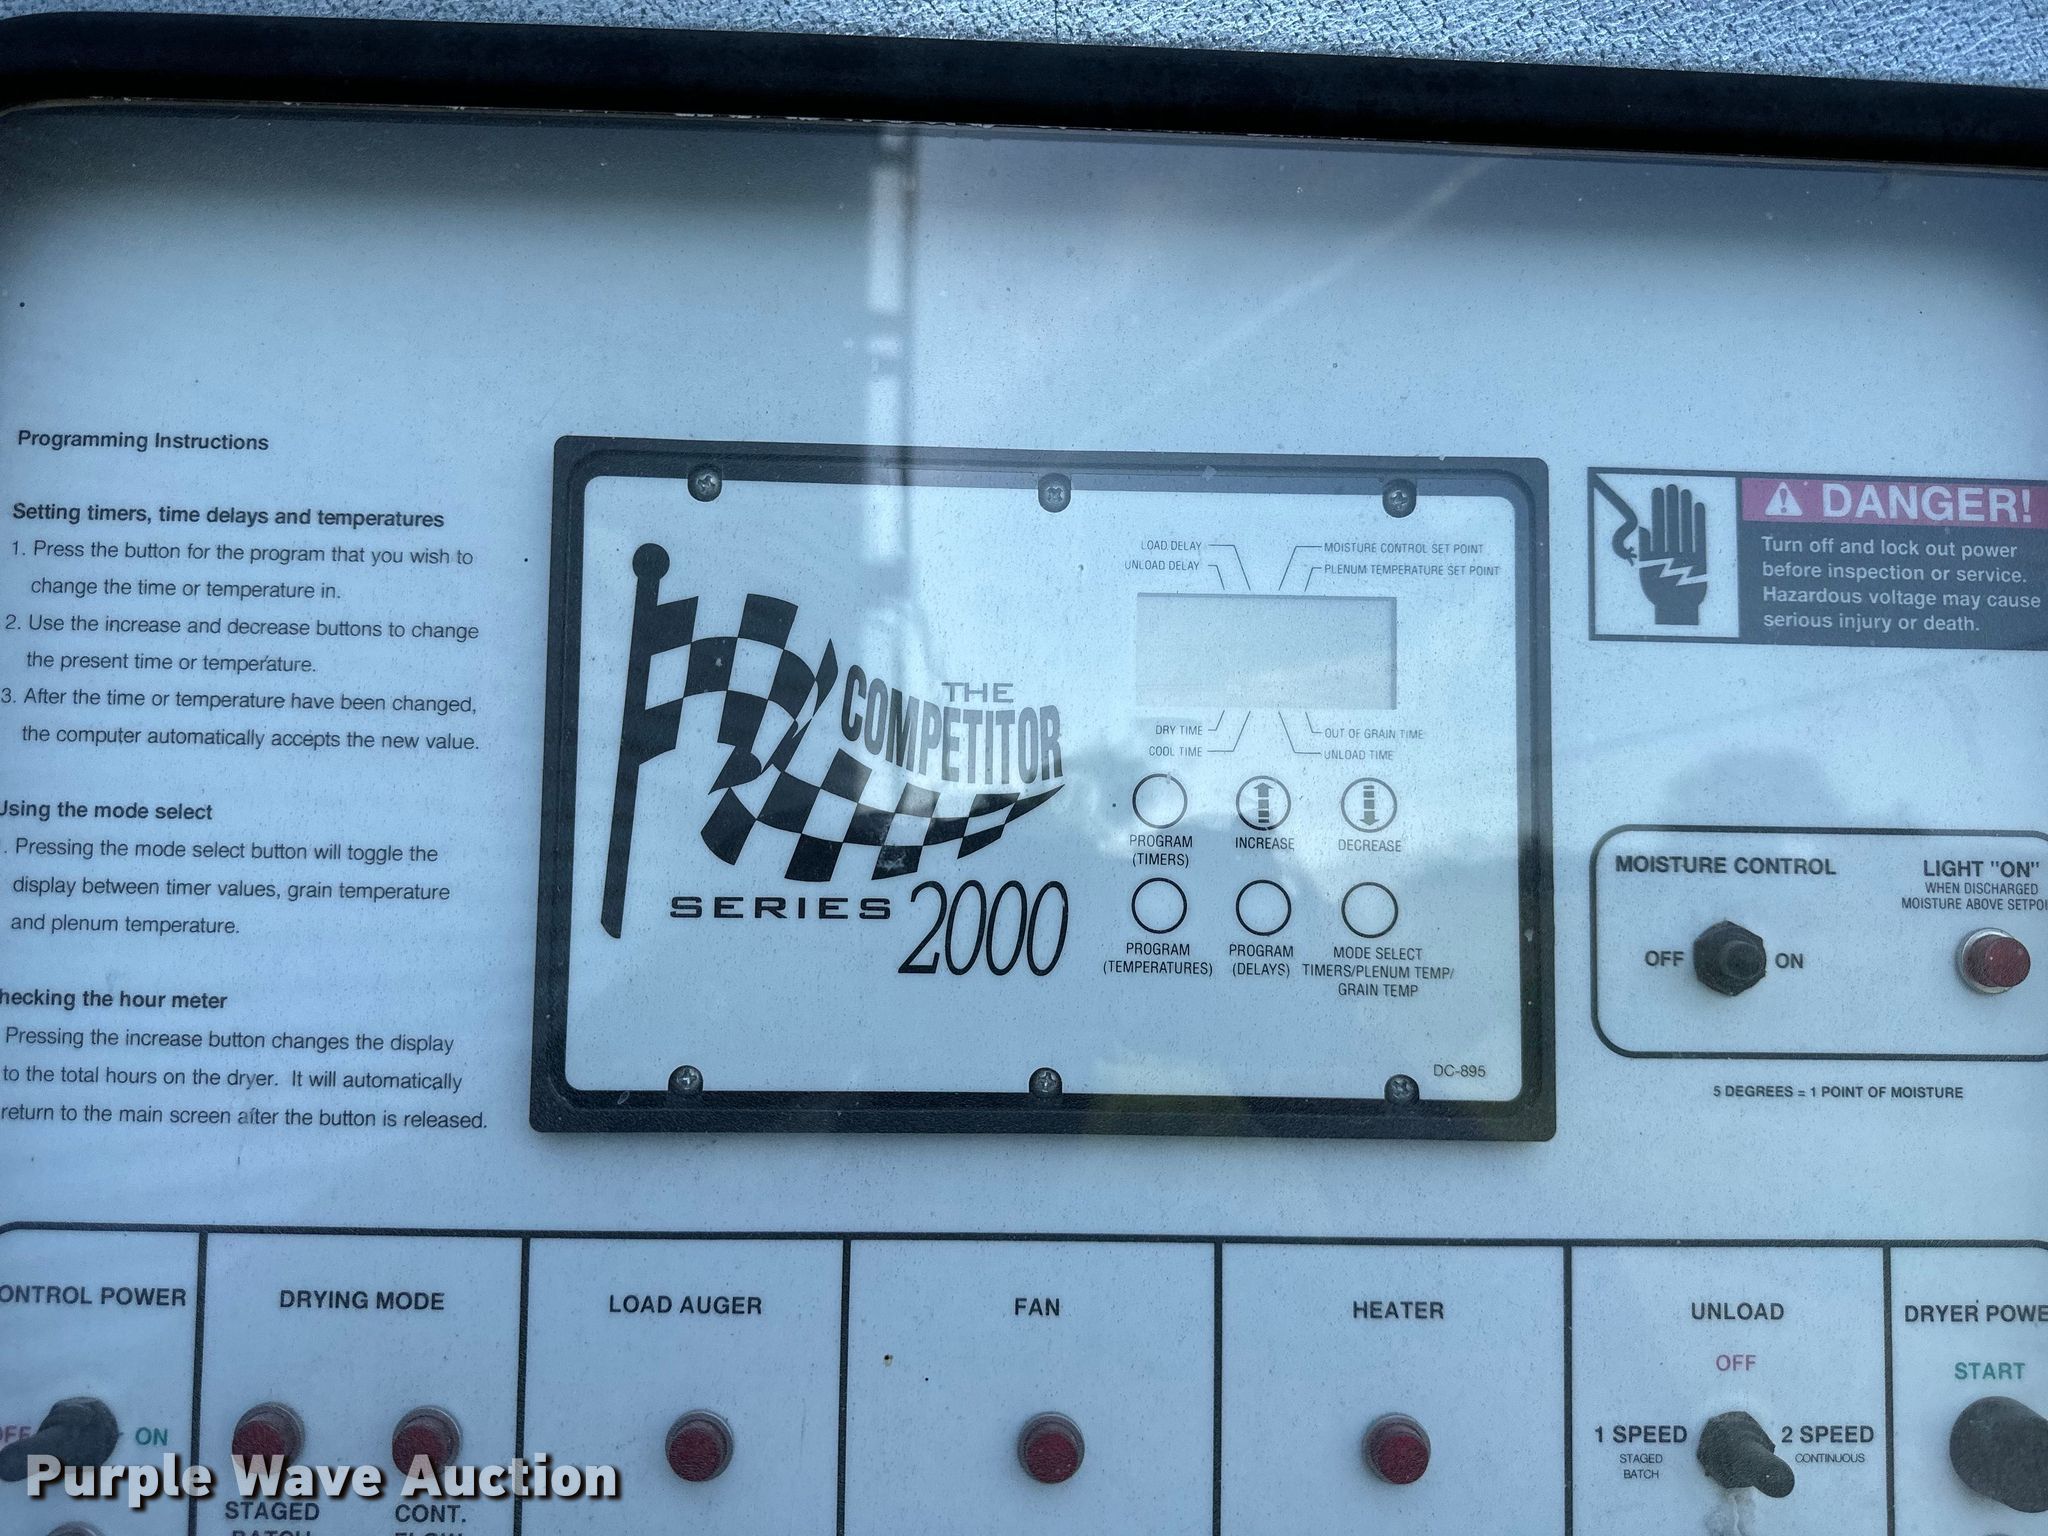 Programming Instructions
Setting timers, time delays and temperatures
1. Press the button for the program that you wish to
change the time or temperature in.
2. Use the increase and decrease buttons to change
the present time or temperature.
3. After the time or temperature have been changed,
the computer automatically accepts the new value.
Using the mode select
. Pressing the mode select button will toggle the
display between timer values, grain temperature
and plenum temperature.
hecking the hour meter
Pressing the increase button changes the display
to the total hours on the dryer. It will automatically
return to the main screen after the button is released.
THE
COMPETITOR
SERIES 2000
LOAD DELAY
UNLOAD DELAY
MOISTURE CONTROL SET POINT
PLENUM TEMPERATURE SET POINT
DRY TIME
COOL TIME
OUT OF GRAIN TIME
UNLOAD TIME
PROGRAM
(TIMERS)
INCREASE
DECREASE
PROGRAM
(TEMPERATURES)
PROGRAM
(DELAYS)
MODE SELECT
TIMERS/PLENUM TEMP/
GRAIN TEMP
DC-895
DANGER!
Turn off and lock out power
before inspection or service.
Hazardous voltage may cause
serious injury or death.
MOISTURE CONTROL
OFF
ON
LIGHT "ON"
WHEN DISCHARGED
MOISTURE ABOVE SETPOI
5 DEGREES = 1 POINT OF MOISTURE
ONTROL POWER
OFF
ON
DRYING MODE
STAGED
BATCH
CONT.
FLOW
LOAD AUGER
FAN
HEATER
UNLOAD
OFF
1 SPEED
STAGED
BATCH
2 SPEED
CONTINUOUS
DRYER POWE
START
Purple Wave Auction